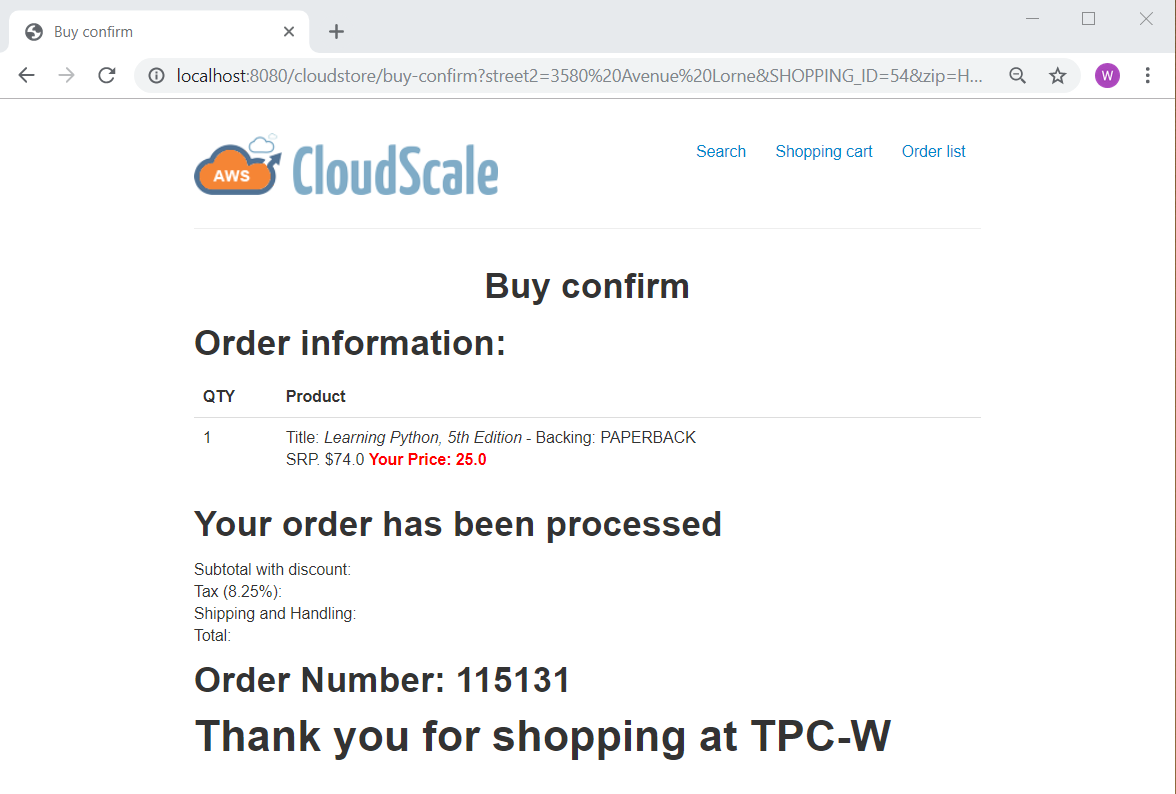 Buy confirm
localhost:8080/cloudstore/buy-confirm?street2=3580%20Avenue%20Lorne&SHOPPING_ID=54&zip=H...
W
AWS CloudScale
Search Shopping cart Order list
Buy confirm
Order information:
QTY Product
1 Title: Learning Python, 5th Edition - Backing: PAPERBACK
SRP. $74.0 Your Price: 25.0
Your order has been processed
Subtotal with discount:
Tax (8.25%):
Shipping and Handling:
Total:
Order Number: 115131
Thank you for shopping at TPC-W